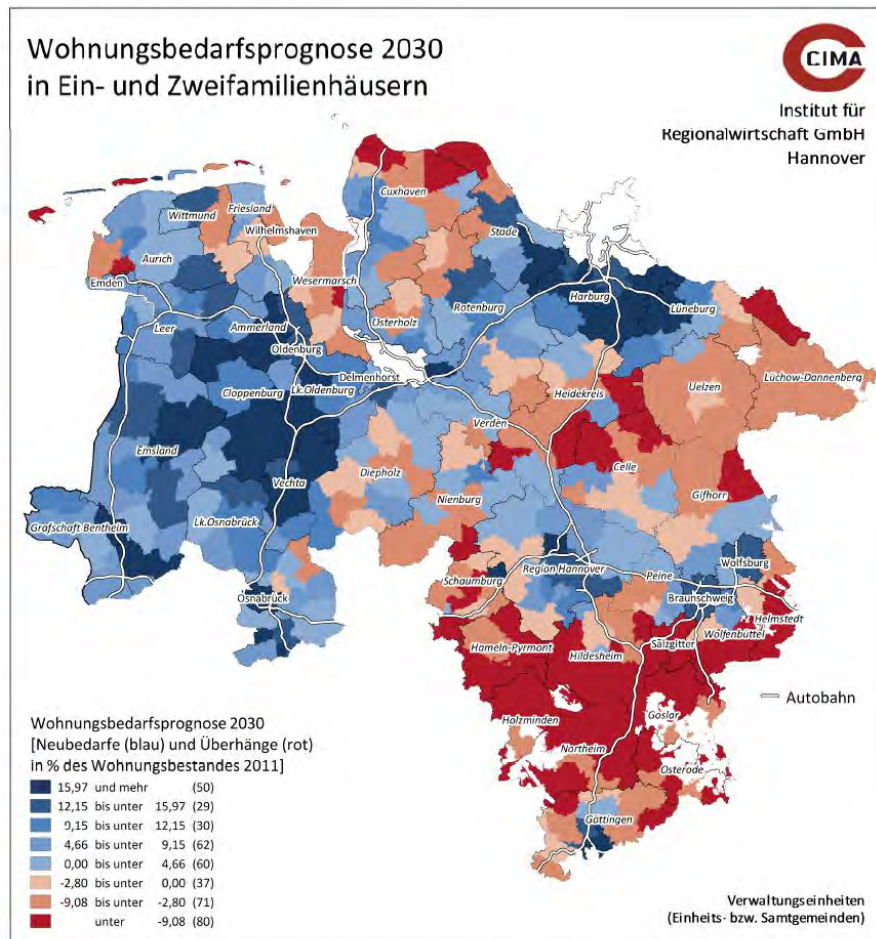 Wohnungsbedarfsprognose 2030
in Ein- und Zweifamilienhäusern
CIMA
Institut für
Regionalwirtschaft GmbH
Hannover
Cuxhaven
Wittmund
Friesland
Wilhelmshaven
Stade
Aurich
Emden
Wesermarsch
Harburg
Lüneburg
Rotenburg
Osterholz
Leer
Ammerland
Oldenburg
Delmenhorst
Lk.Oldenburg
Cloppenburg
Heidekreis
Uelzen
Lüchow-Dannenberg
Verden
Emsland
Celle
Diepholz
Vechta
Nienburg
Gifhorn
Grafschaft Bentheim
Lk.Osnabrück
Region Hannover
Peine
Wolfsburg
Schaumburg
Osnabrück
Braunschweig
Helmstedt
Wolfenbüttel
Salzgitter
Hameln-Pyrmont
Hildesheim
Autobahn
Holzminden
Goslar
Northeim
Osterode
Göttingen
Wohnungsbedarfsprognose 2030
[Neubedarfe (blau) und Überhänge (rot)
in % des Wohnungsbestandes 2011]
15,97 und mehr (50)
12,15 bis unter 15,97 (29)
9,15 bis unter 12,15 (30)
4,66 bis unter 9,15 (62)
0,00 bis unter 4,66 (60)
-2,80 bis unter 0,00 (37)
-9,08 bis unter -2,80 (71)
unter -9,08 (80)
Verwaltungseinheiten
(Einheits- bzw. Samtgemeinden)